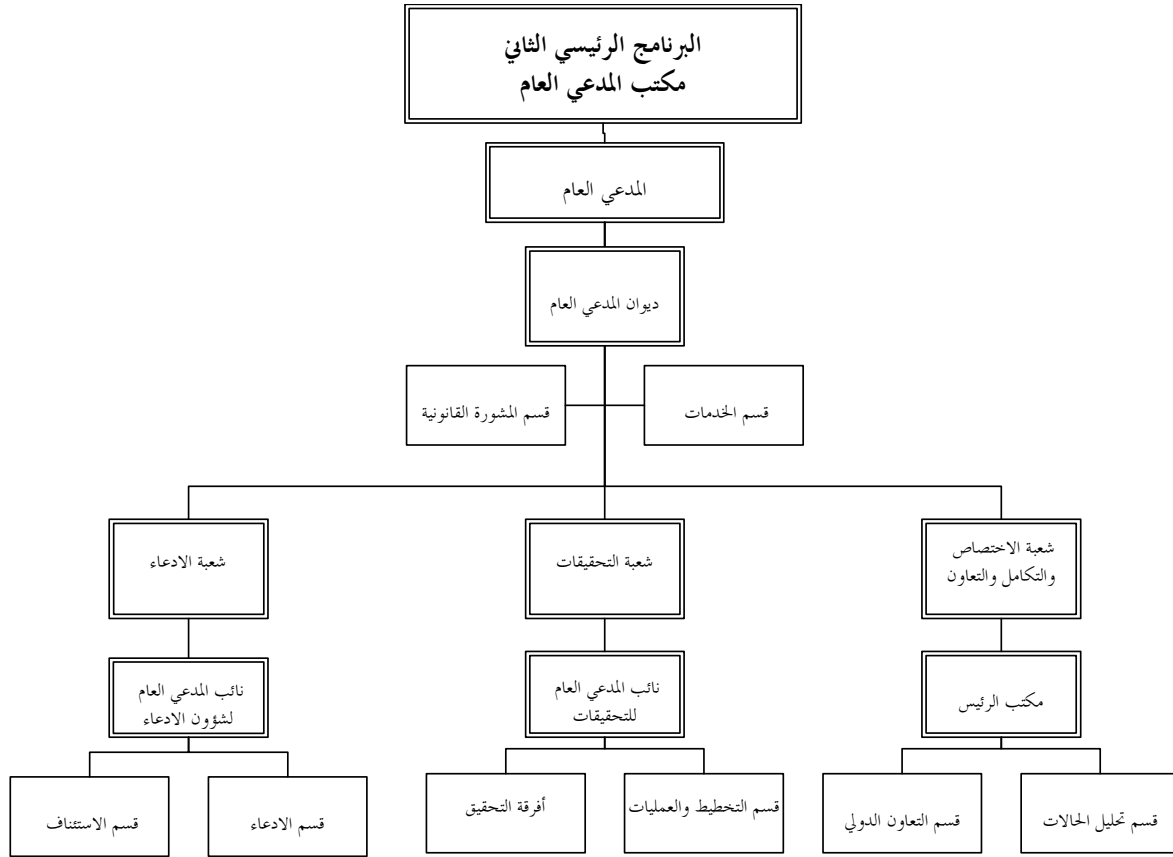 البرنامج الرئيسي الثاني
مكتب المدعي العام
المدعي العام
ديوان المدعي العام
قسم الخدمات
قسم المشورة القانونية
شعبة الاختصاص
والتكامل والتعاون
شعبة التحقيقات
شعبة الادعاء
مكتب الرئيس
نائب المدعي العام
للتحقيقات
نائب المدعي العام
لشؤون الادعاء
قسم تحليل الحالات
قسم التعاون الدولي
قسم التخطيط والعمليات
أفرقة التحقيق
قسم الادعاء
قسم الاستئناف